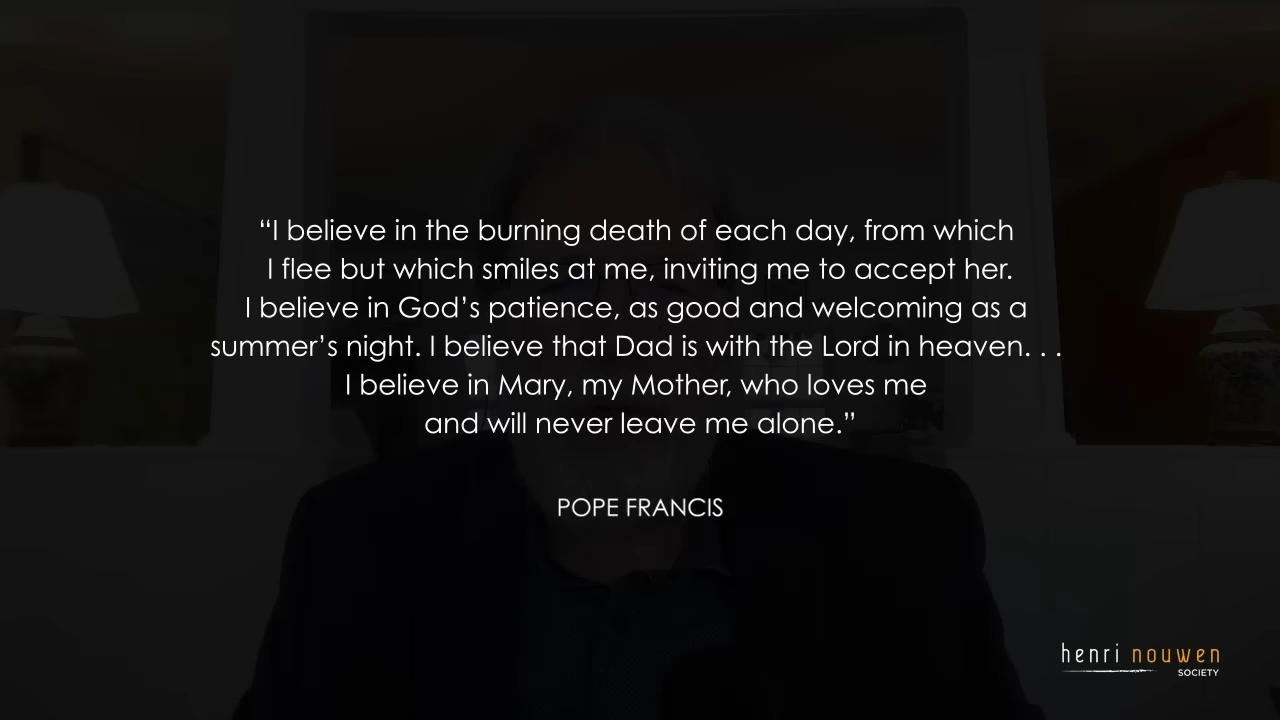 “I believe in the burning death of each day, from which
I flee but which smiles at me, inviting me to accept her.
I believe in God’s patience, as good and welcoming as a
summer’s night. I believe that Dad is with the Lord in heaven. . .
I believe in Mary, my Mother, who loves me
and will never leave me alone.”
POPE FRANCIS
henri nouwen
SOCIETY